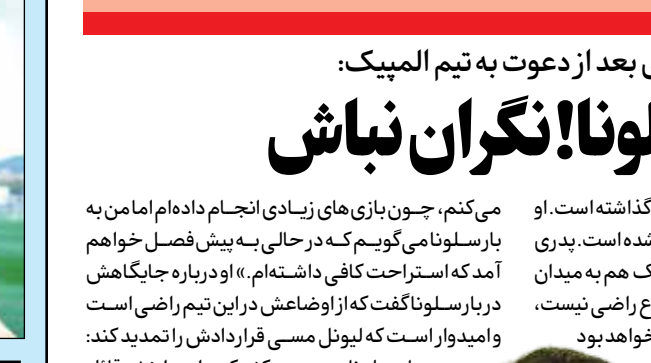 بعد از دعوت به تیم المپیک:
نگران نباش
گذاشته است. او
شده است. پدری
هم به میدان
راضی نیست،
خواهد بود
می‌کنم، چون بازی‌های زیادی انجام داده‌ام اما من به
بارسلونا می‌گویم که در حالی به پیش‌فصل خواهم
آمد که استراحت کافی داشته‌ام.» او درباره جایگاهش
در بارسلونا گفت که از اوضاعش در این تیم راضی است
و امیدوار است که لیونل مسی قراردادش را تمدید کند: